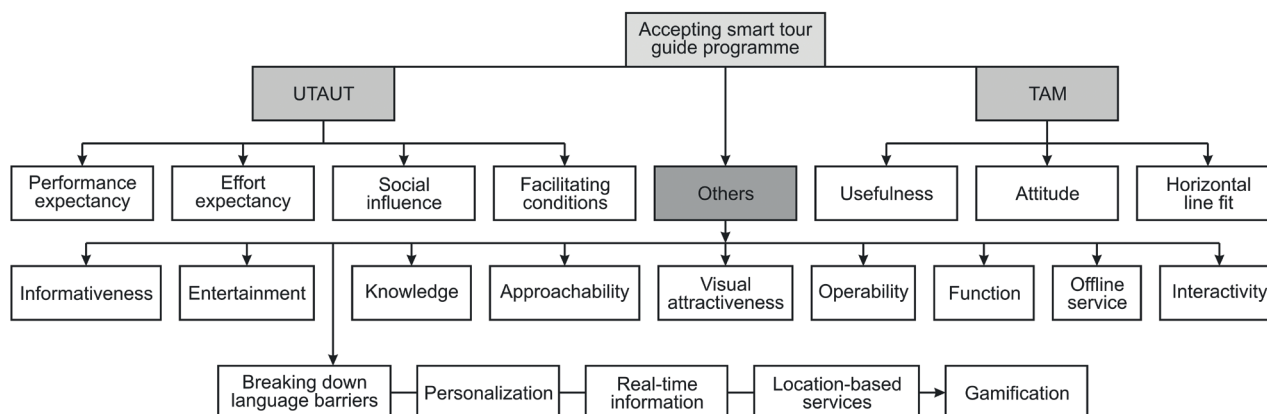 Accepting smart tour
guide programme
UTAUT
TAM
Performance
expectancy
Effort
expectancy
Social
influence
Facilitating
conditions
Others
Usefulness
Attitude
Horizontal
line fit
Informativeness
Entertainment
Knowledge
Approachability
Visual
attractiveness
Operability
Function
Offline
service
Interactivity
Breaking down
language barriers
Personalization
Real-time
information
Location-based
services
Gamification